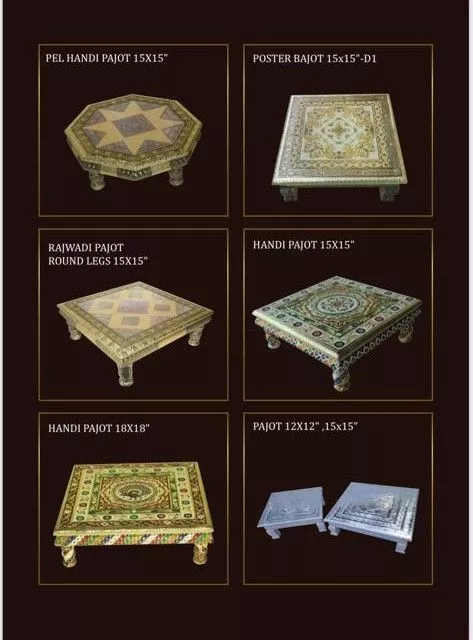 PEL HANDI PAJOT 15X15"
POSTER BAJOT 15x15"-D1
RAJWADI PAJOT
ROUND LEGS 15X15"
HANDI PAJOT 15X15"
HANDI PAJOT 18X18"
PAJOT 12X12" ,15x15"